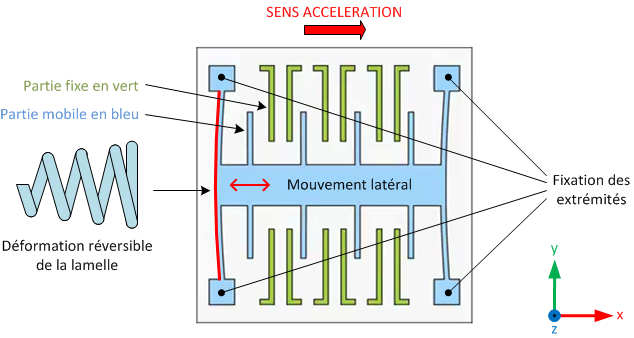 SENS ACCELERATION
Partie fixe en vert
Partie mobile en bleu
Mouvement latéral
Fixation des
extrémités
Déformation réversible
de la lamelle
y
x
z